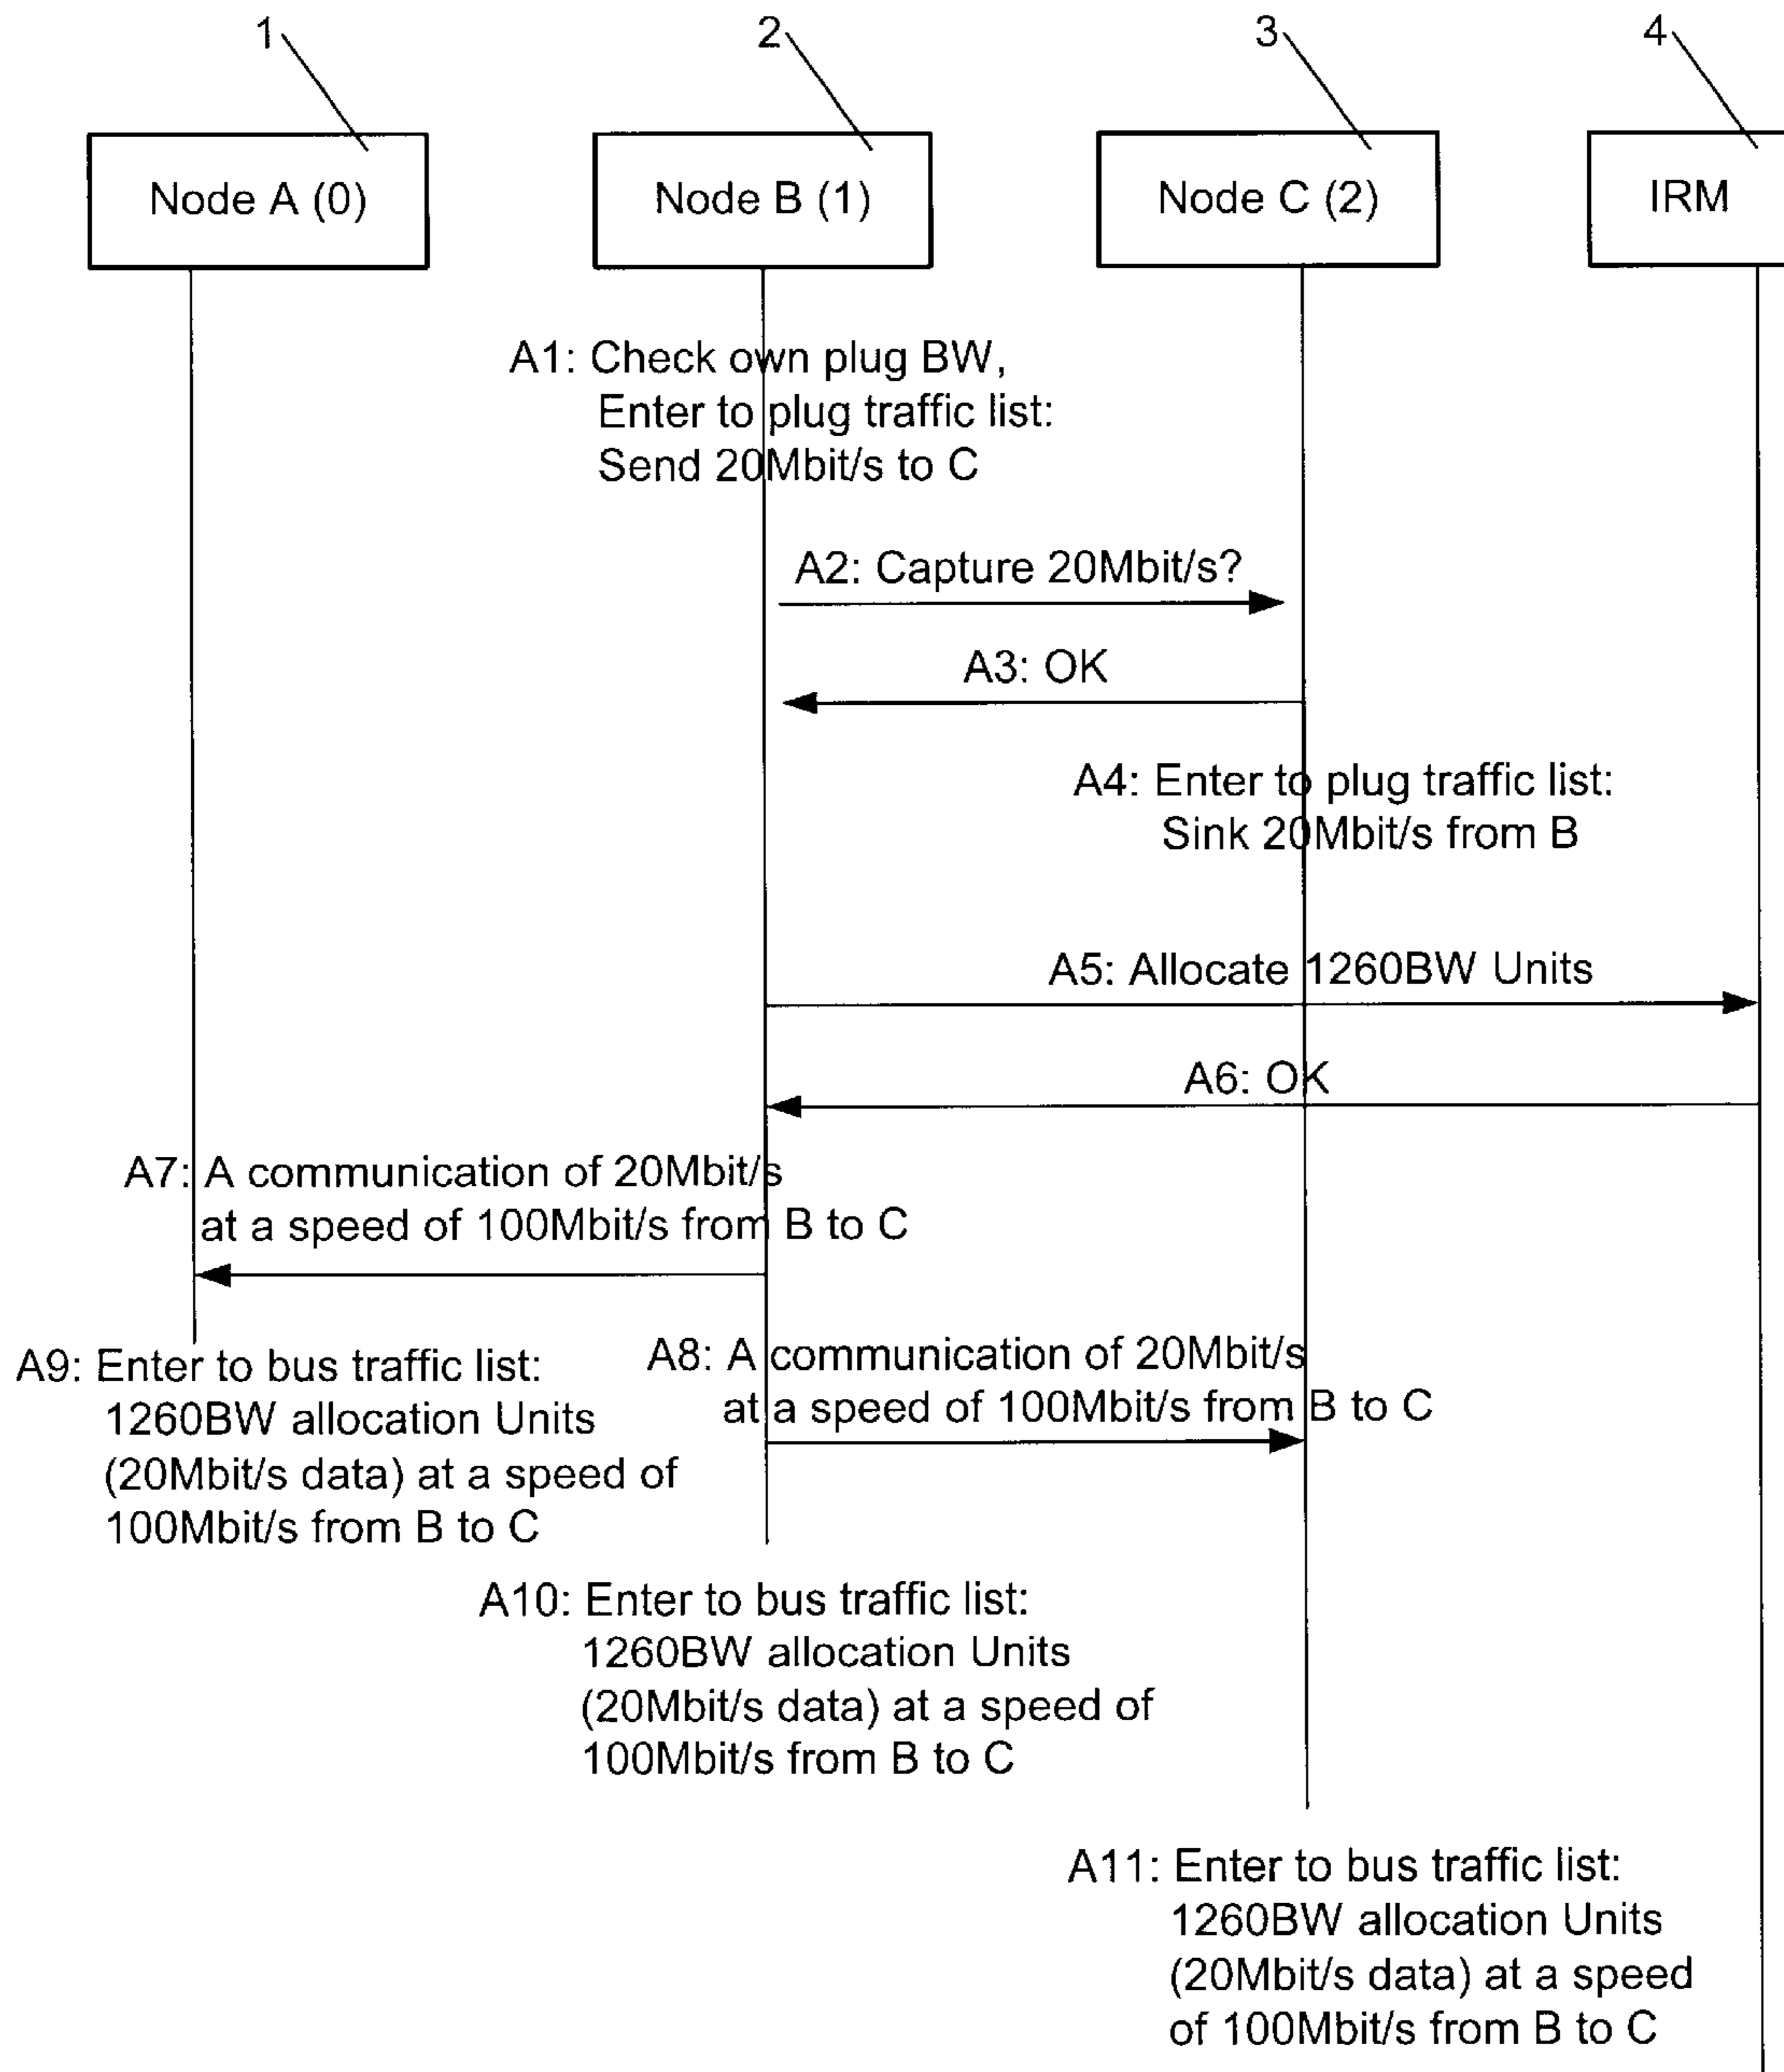 1
2
3
4
Node A (0)
Node B (1)
Node C (2)
IRM
A1: Check own plug BW,
Enter to plug traffic list:
Send 20Mbit/s to C
A2: Capture 20Mbit/s?
A3: OK
A4: Enter to plug traffic list:
Sink 20Mbit/s from B
A5: Allocate 1260BW Units
A6: OK
A7: A communication of 20Mbit/s
at a speed of 100Mbit/s from B to C
A8: A communication of 20Mbit/s
at a speed of 100Mbit/s from B to C
A9: Enter to bus traffic list:
1260BW allocation Units
(20Mbit/s data) at a speed of
100Mbit/s from B to C
A10: Enter to bus traffic list:
1260BW allocation Units
(20Mbit/s data) at a speed of
100Mbit/s from B to C
A11: Enter to bus traffic list:
1260BW allocation Units
(20Mbit/s data) at a speed
of 100Mbit/s from B to C